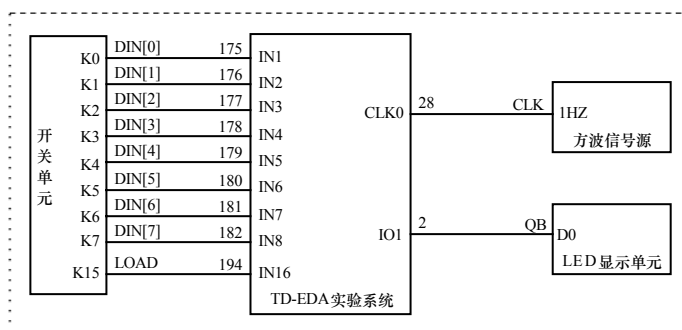 K0 DIN[0] 175 IN1
K1 DIN[1] 176 IN2
K2 DIN[2] 177 IN3
K3 DIN[3] 178 IN4
K4 DIN[4] 179 IN5
K5 DIN[5] 180 IN6
K6 DIN[6] 181 IN7
K7 DIN[7] 182 IN8
K15 LOAD 194 IN16
开关单元
CLK0 28 CLK 1HZ
方波信号源
IO1 2 QB D0
LED显示单元
TD-EDA实验系统